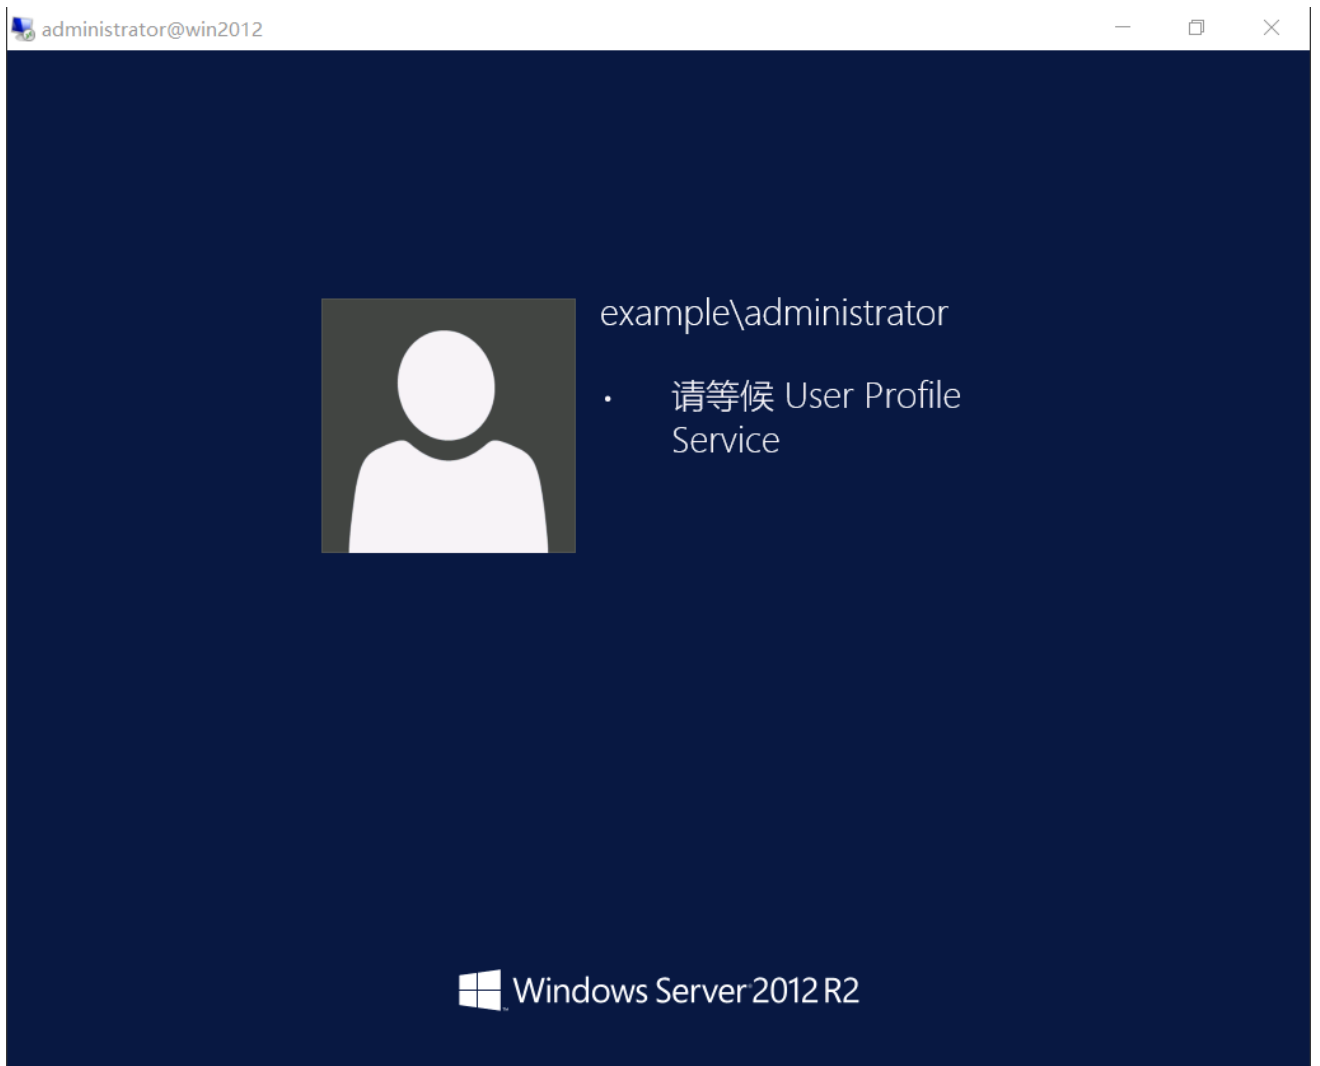 administrator@win2012
example\administrator
请等候 User Profile
Service
Windows Server 2012 R2